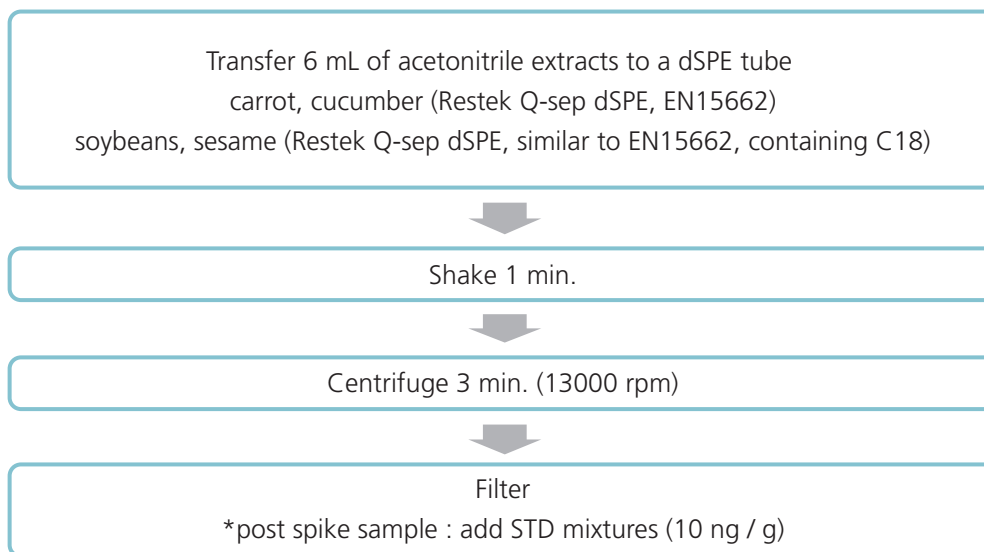 Transfer 6 mL of acetonitrile extracts to a dSPE tube
carrot, cucumber (Restek Q-sep dSPE, EN15662)
soybeans, sesame (Restek Q-sep dSPE, similar to EN15662, containing C18)
Shake 1 min.
Centrifuge 3 min. (13000 rpm)
Filter
*post spike sample : add STD mixtures (10 ng / g)